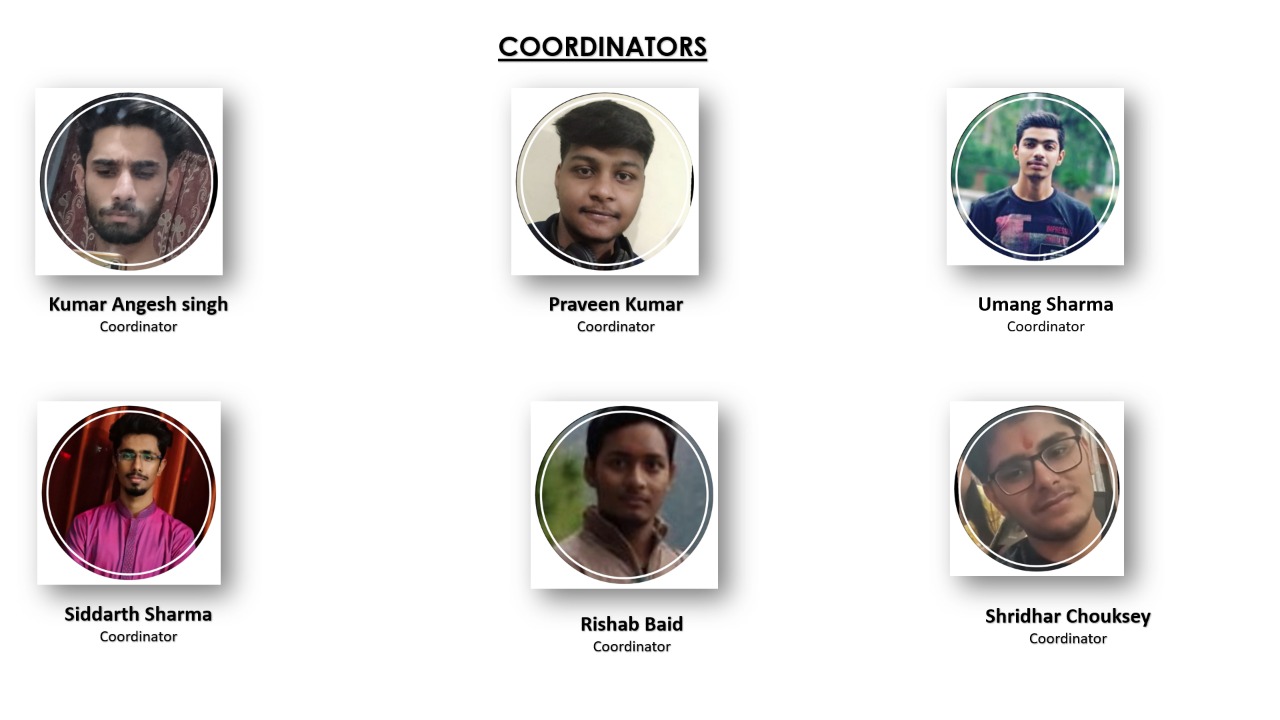 COORDINATORS
Kumar Angesh singh
Coordinator
Praveen Kumar
Coordinator
Umang Sharma
Coordinator
Siddarth Sharma
Coordinator
Rishab Baid
Coordinator
Shridhar Chouksey
Coordinator